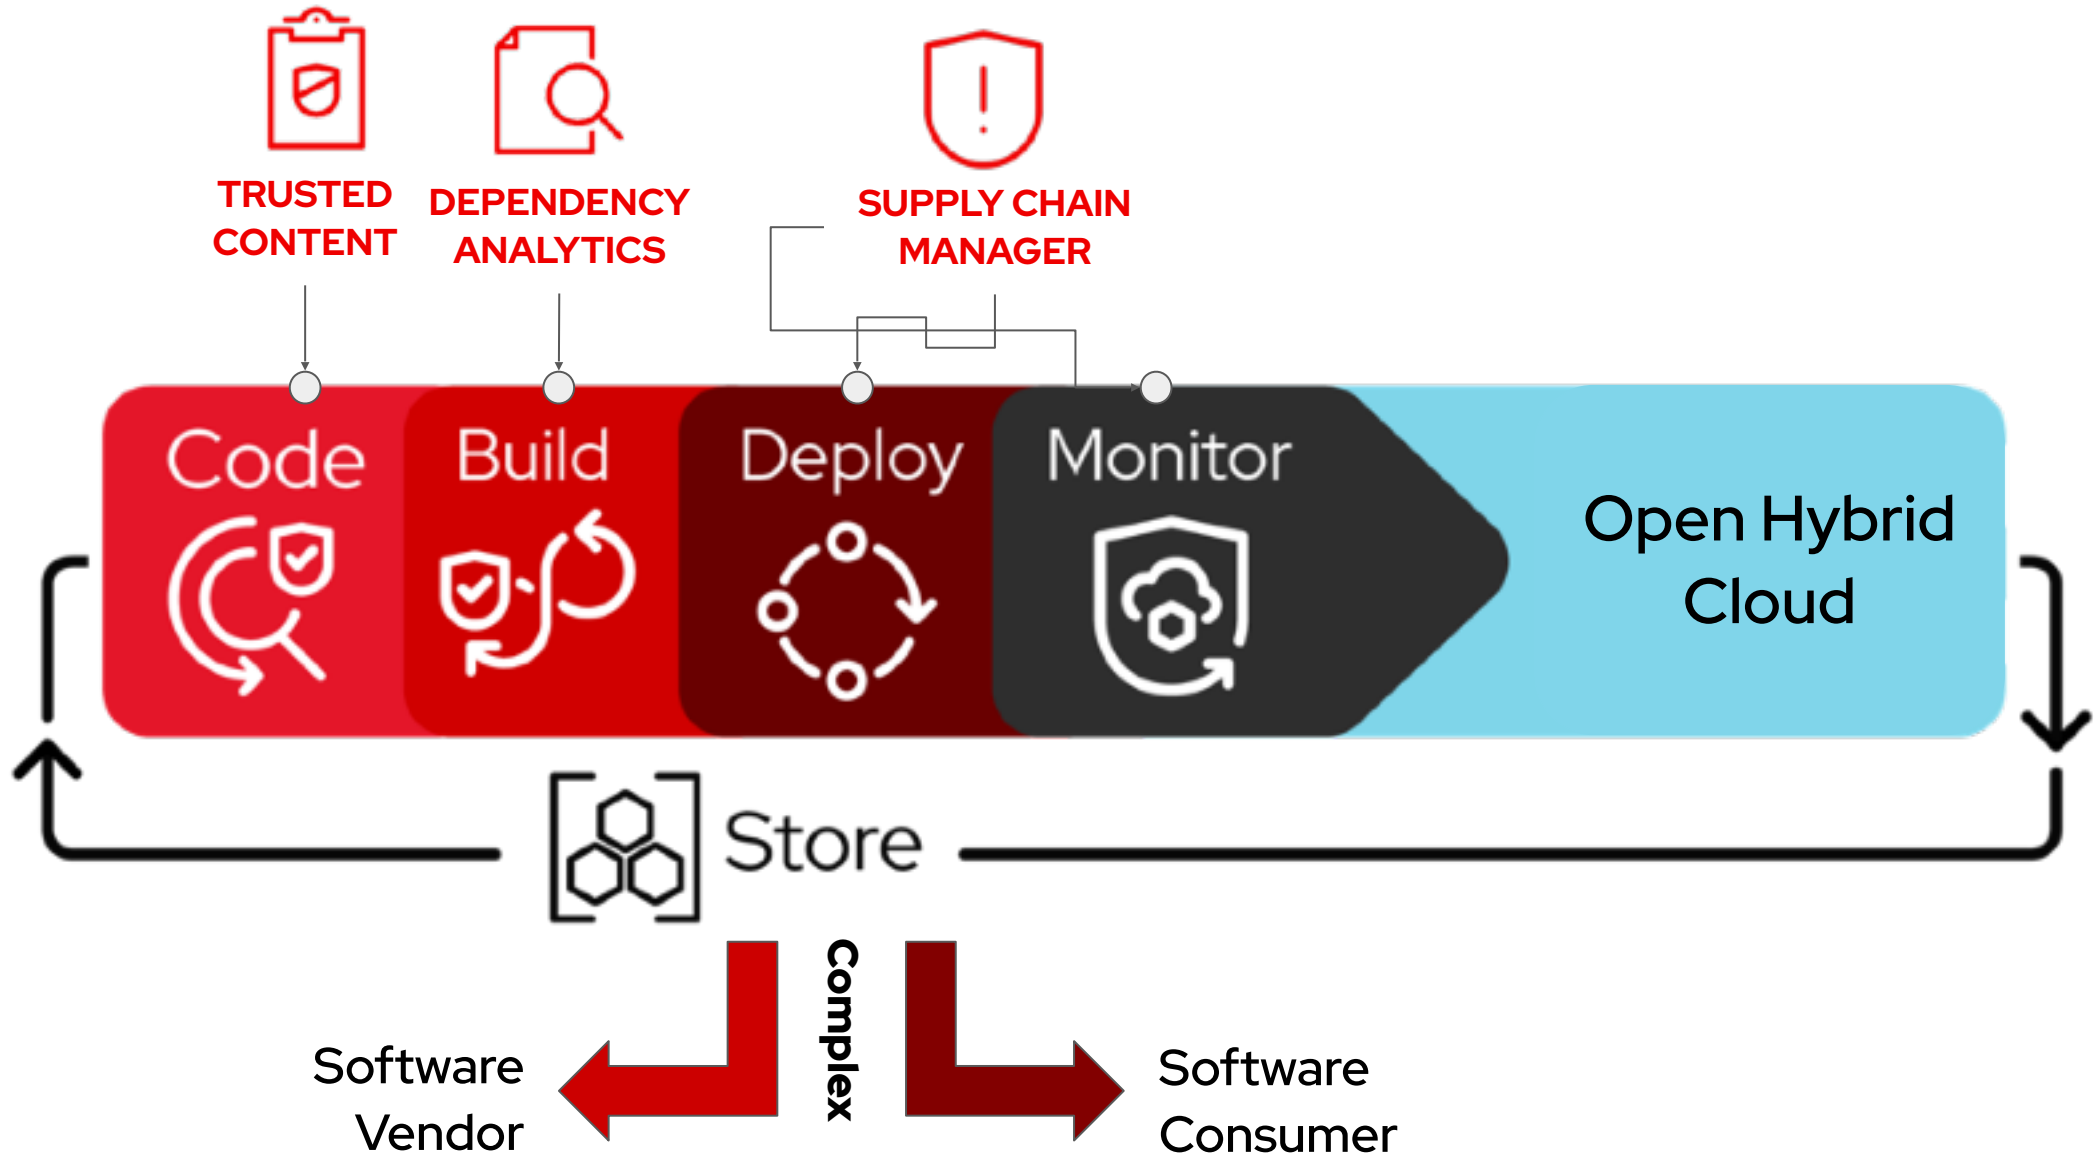 TRUSTED
CONTENT
DEPENDENCY
ANALYTICS
SUPPLY CHAIN
MANAGER
Code
Build
Deploy
Monitor
Open Hybrid
Cloud
Store
Complex
Software
Vendor
Software
Consumer